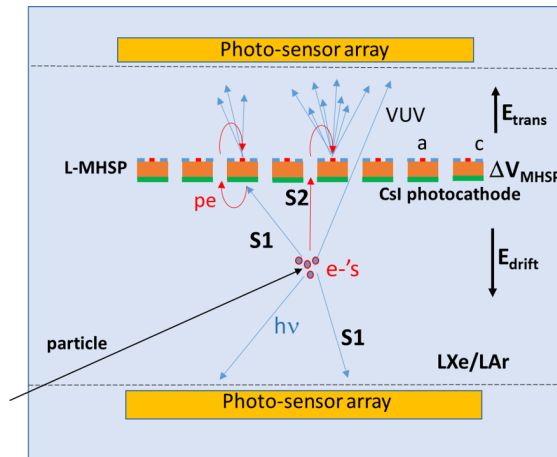 Photo-sensor array
VUV
E_trans
a
c
L-MHSP
ΔV_MHSP
CsI photocathode
pe
S2
S1
e-'s
E_drift
hν
S1
particle
LXe/LAr
Photo-sensor array